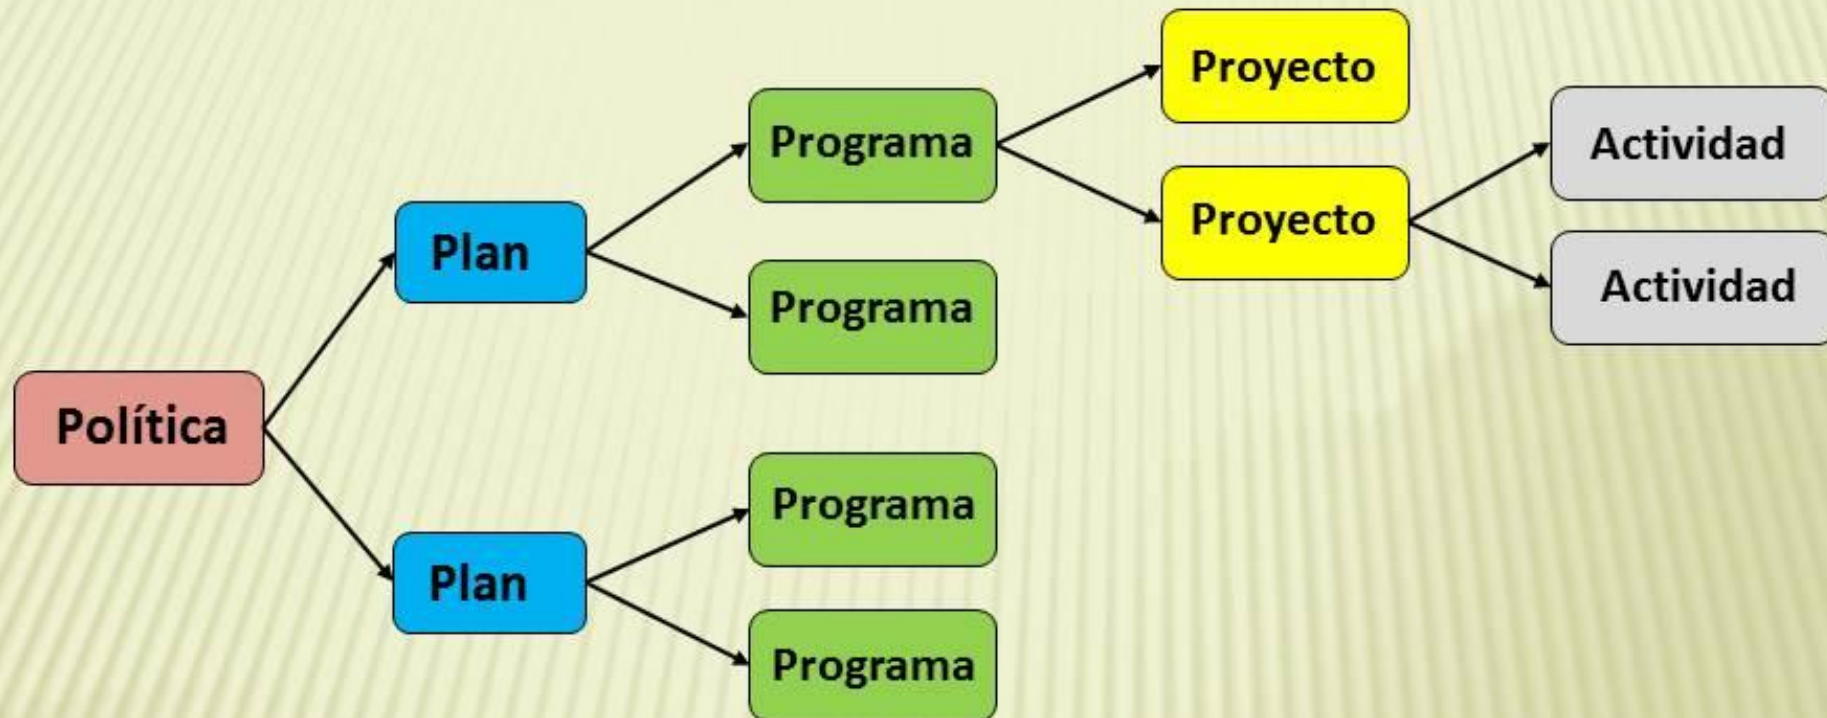 Política
Plan
Plan
Programa
Programa
Programa
Programa
Proyecto
Proyecto
Actividad
Actividad